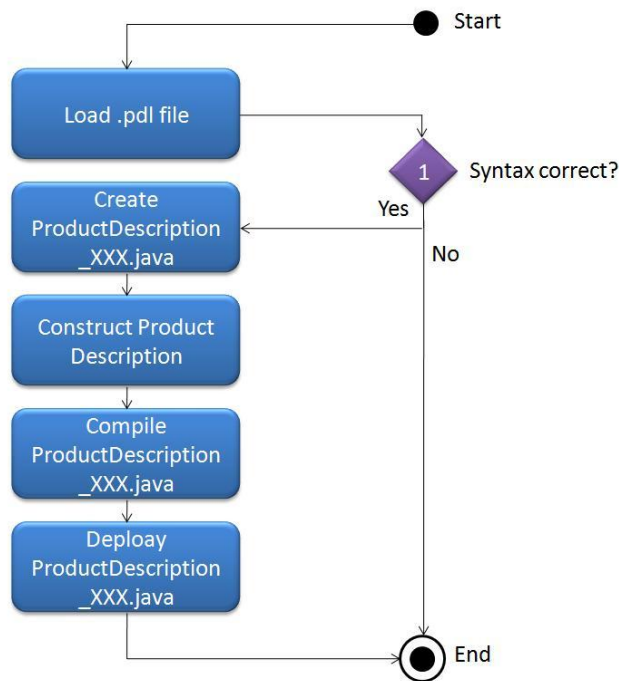 Start
Load .pdl file
1
Syntax correct?
Yes
No
Create
ProductDescription
_XXX.java
Construct Product
Description
Compile
ProductDescription
_XXX.java
Deploay
ProductDescription
_XXX.java
End